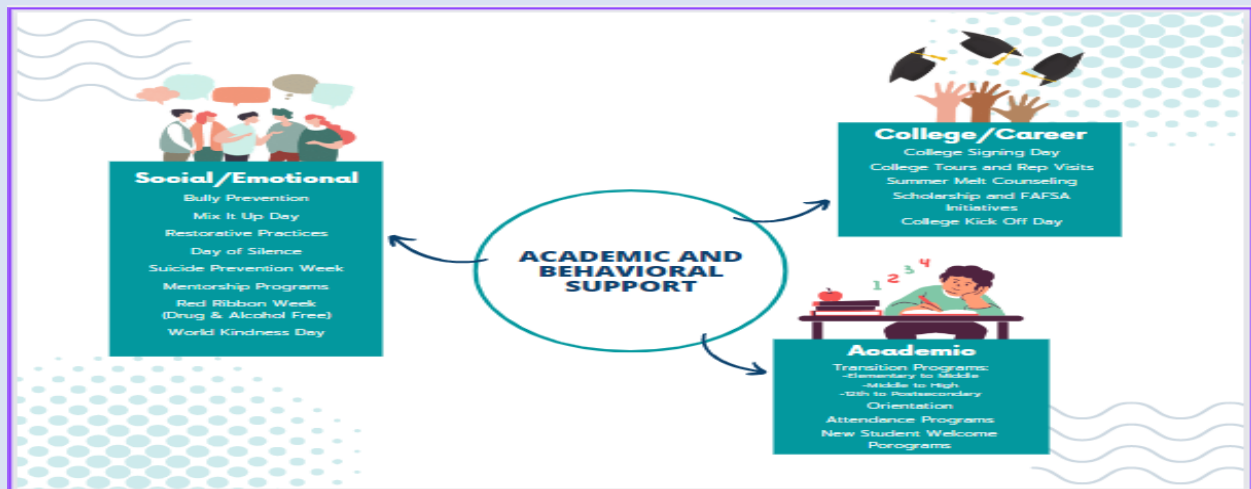 Social/Emotional
Bully Prevention
Mix It Up Day
Restorative Practices
Day of Silence
Suicide Prevention Week
Mentorship Programs
Red Ribbon Week
(Drug & Alcohol Free)
World Kindness Day
ACADEMIC AND
BEHAVIORAL
SUPPORT
College/Career
College Signing Day
College Tours and Rep Visits
Summer Melt Counseling
Scholarship and FAFSA
Initiatives
College Kick Off Day
1 2 3 4
Academic
Transition Programs:
-Elementary to Middle
-Middle to High
-12th to Postsecondary
Orientation
Attendance Programs
New Student Welcome
Porograms